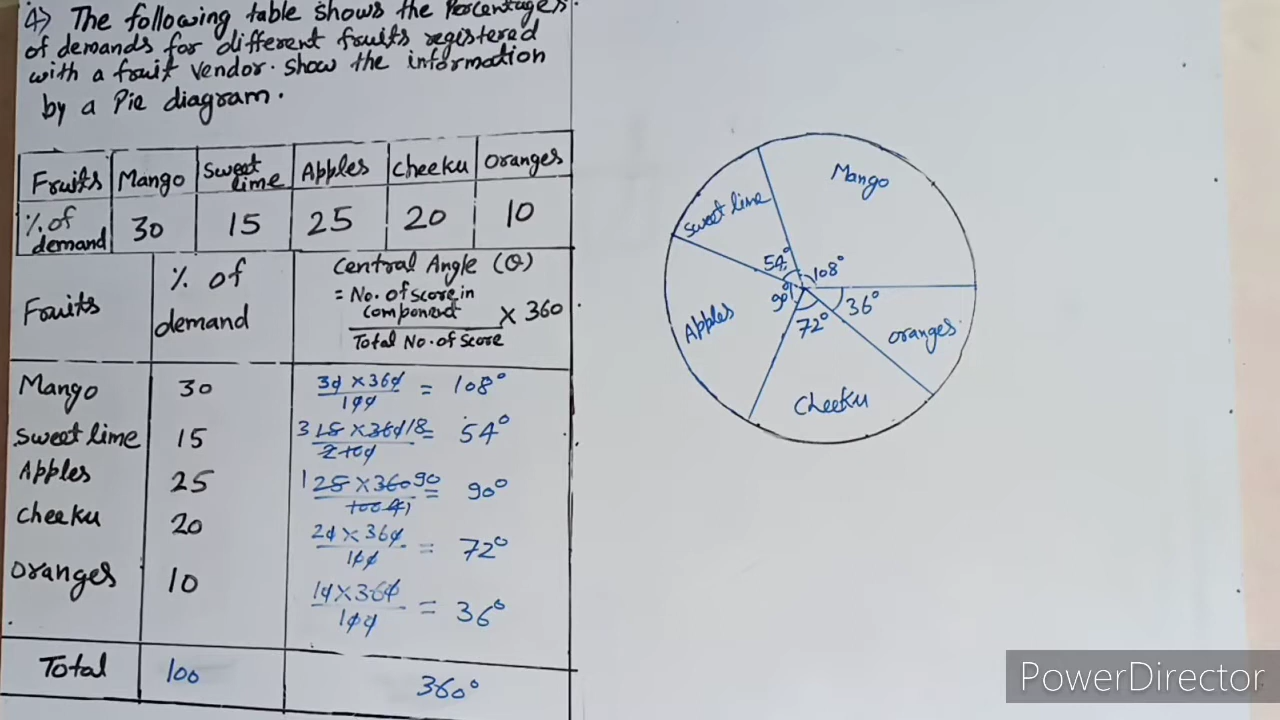 4) The following table shows the Percentages
of demands for different fruits registered
with a fruit vendor. Show the information
by a Pie diagram.
Fruits Mango Sweet lime Apples Cheeku Oranges
%.of demand 30 15 25 20 10
Fruits
%. of
demand
Central Angle (θ)
= No. of score in
component
Total No. of score
× 360
Mango 30 30 × 360 / 100 = 108°
Sweet lime 15 3 15 × 360 18 / 2 100 = 54°
Apples 25 1 25 × 360 90 / 100 4 1 = 90°
Cheeku 20 20 × 360 / 100 = 72°
Oranges 10 10 × 360 / 100 = 36°
Total 100 360°
Mango
Sweet lime
54°
108°
90°
36°
72°
Apples
Oranges
Cheeku
PowerDirector